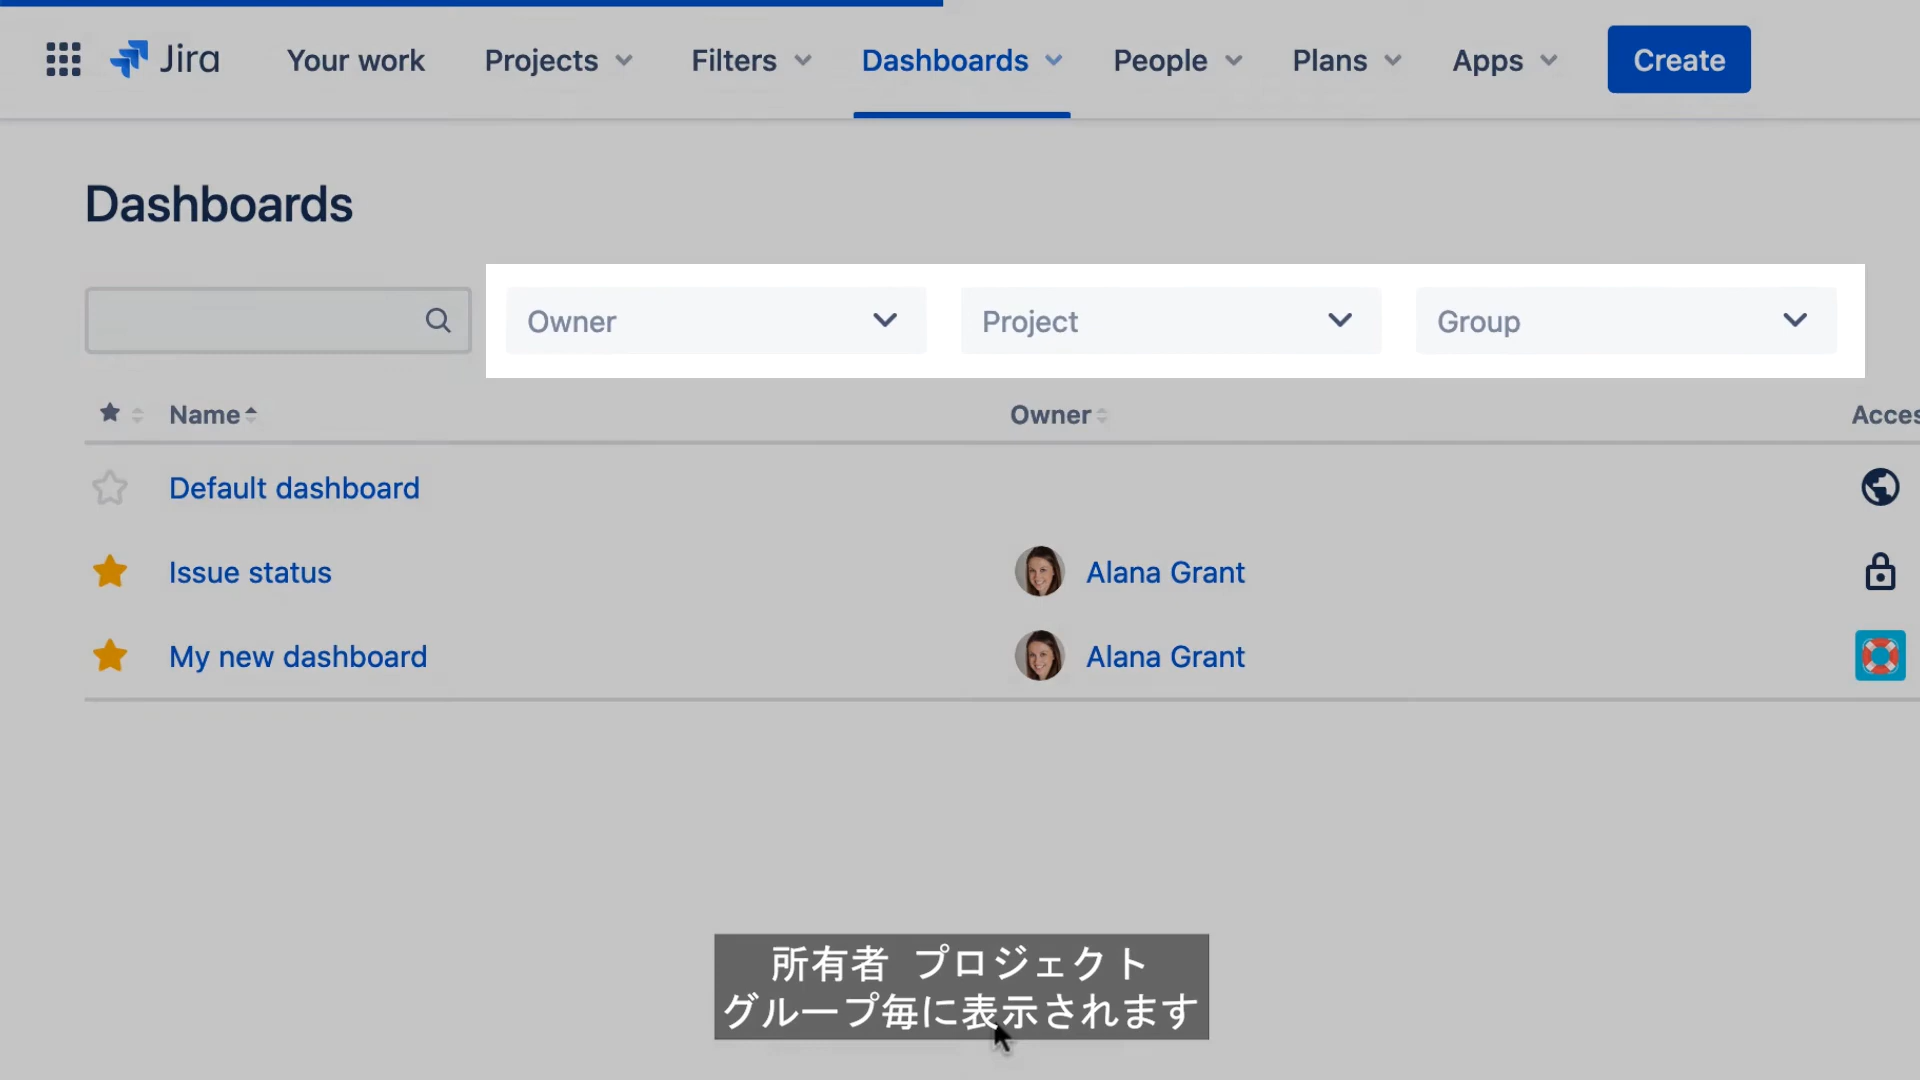 Jira Your work Projects Filters Dashboards People Plans Apps Create
Dashboards
Owner Project Group
Name Owner Acces
Default dashboard
Issue status Alana Grant
My new dashboard Alana Grant
所有者 プロジェクト
グループ毎に表示されます